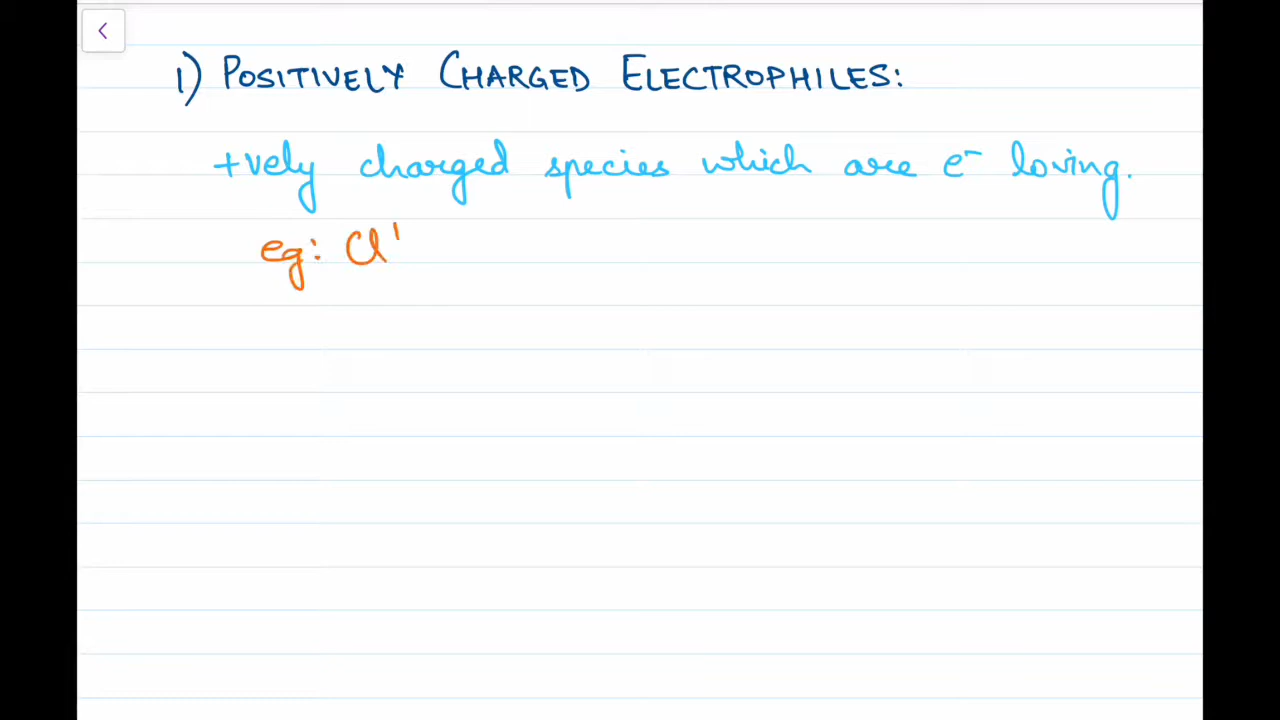 1) POSITIVELY CHARGED ELECTROPHILES:
+vely charged species which are e⁻ loving.
eg: Cl'